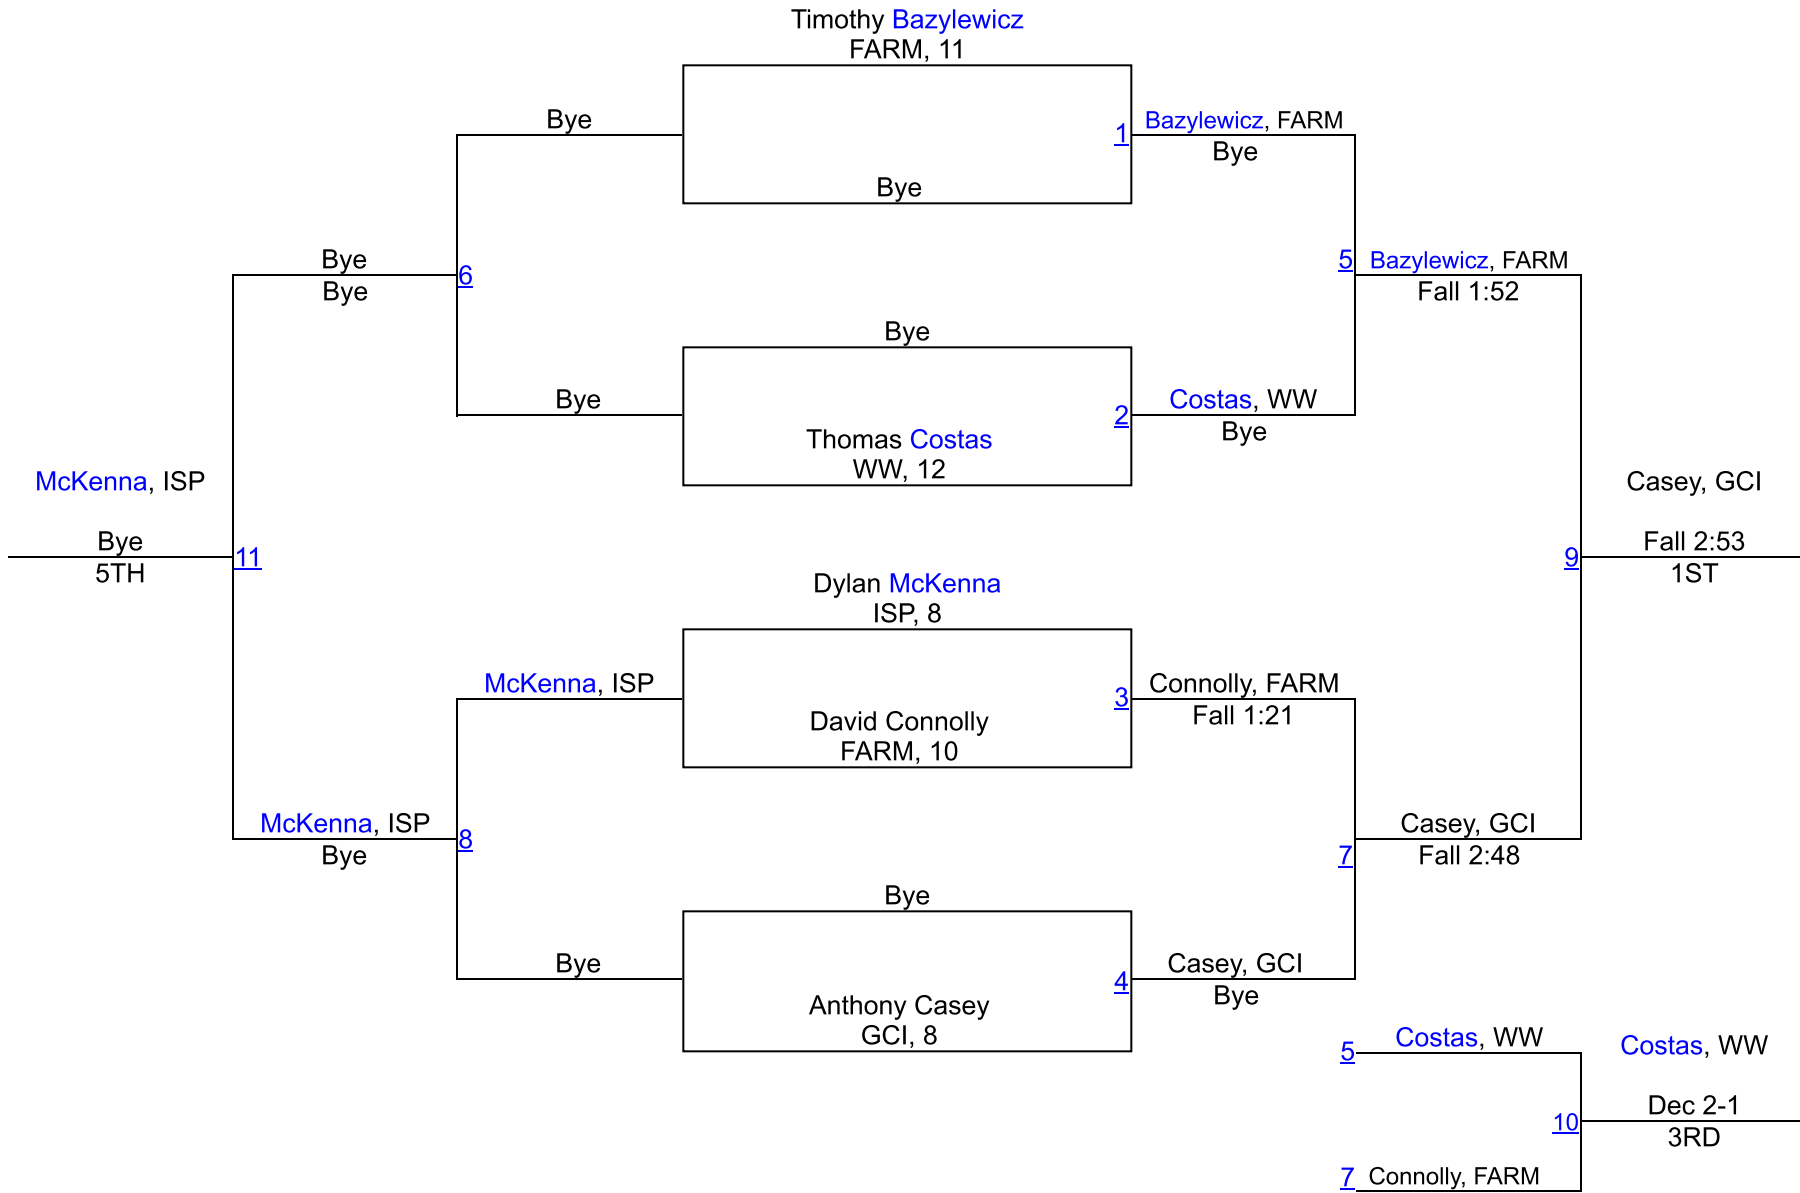 Timothy Bazylewicz
FARM, 11
Bye
1
Bazylewicz, FARM
Bye
Bye
Bye
Bye
6
5
Bazylewicz, FARM
Bye
Fall 1:52
Bye
Bye
2
Costas, WW
Thomas Costas
WW, 12
Bye
McKenna, ISP
Bye
5TH
11
Casey, GCI
Fall 2:53
1ST
9
Dylan McKenna
ISP, 8
McKenna, ISP
David Connolly
FARM, 10
3
Connolly, FARM
Fall 1:21
McKenna, ISP
Bye
8
7
Casey, GCI
Fall 2:48
Bye
Bye
Anthony Casey
GCI, 8
4
Casey, GCI
Bye
5
Costas, WW
Costas, WW
10
Dec 2-1
3RD
7
Connolly, FARM